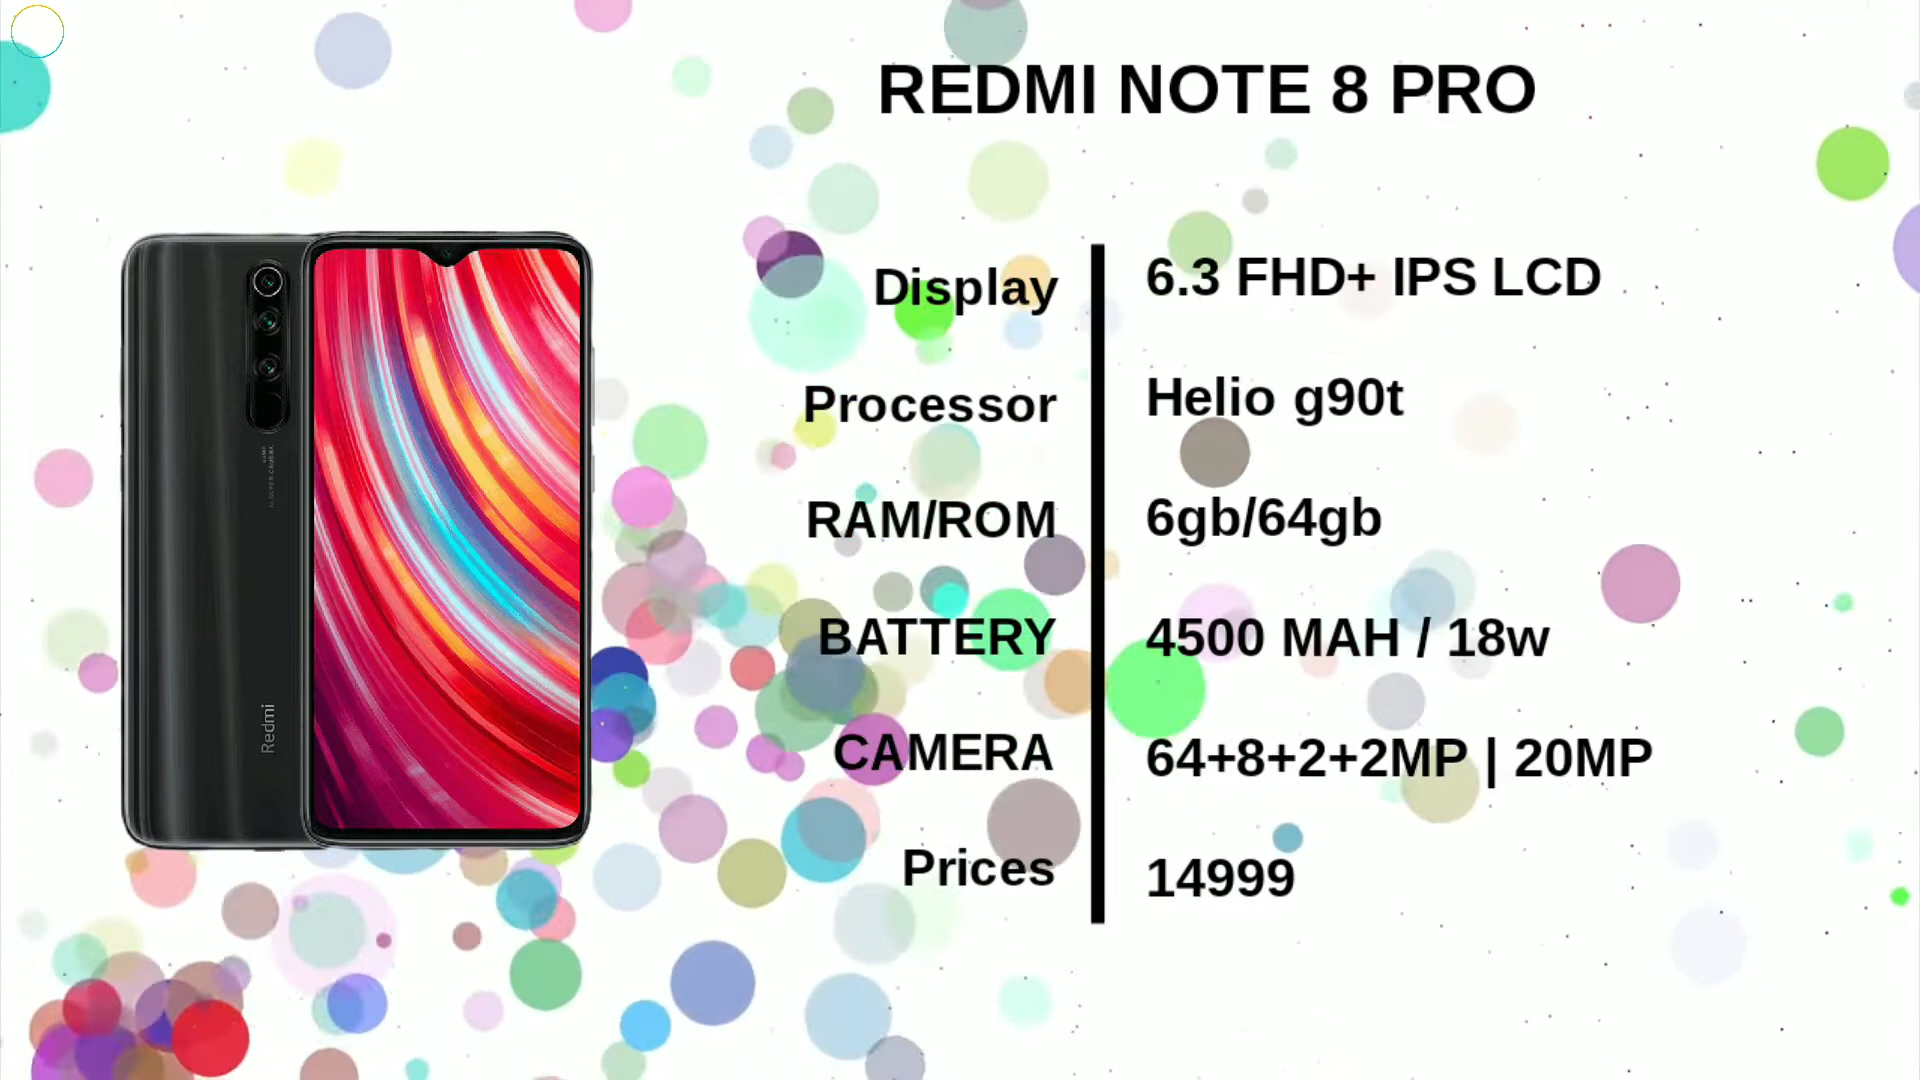 REDMI NOTE 8 PRO
Display 6.3 FHD+ IPS LCD
Processor Helio g90t
RAM/ROM 6gb/64gb
BATTERY 4500 MAH / 18w
CAMERA 64+8+2+2MP | 20MP
Prices 14999
Redmi